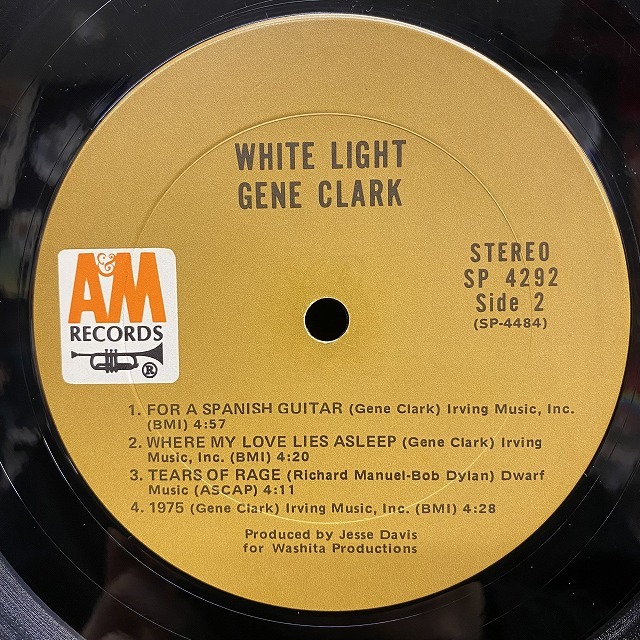 WHITE LIGHT
GENE CLARK
A&M
RECORDS
®
STEREO
SP 4292
Side 2
(SP-4484)
1. FOR A SPANISH GUITAR (Gene Clark) Irving Music, Inc.
(BMI) 4:57
2. WHERE MY LOVE LIES ASLEEP (Gene Clark) Irving
Music, Inc. (BMI) 4:20
3. TEARS OF RAGE (Richard Manuel-Bob Dylan) Dwarf
Music (ASCAP) 4:11
4. 1975 (Gene Clark) Irving Music, Inc. (BMI) 4:28
Produced by Jesse Davis
for Washita Productions